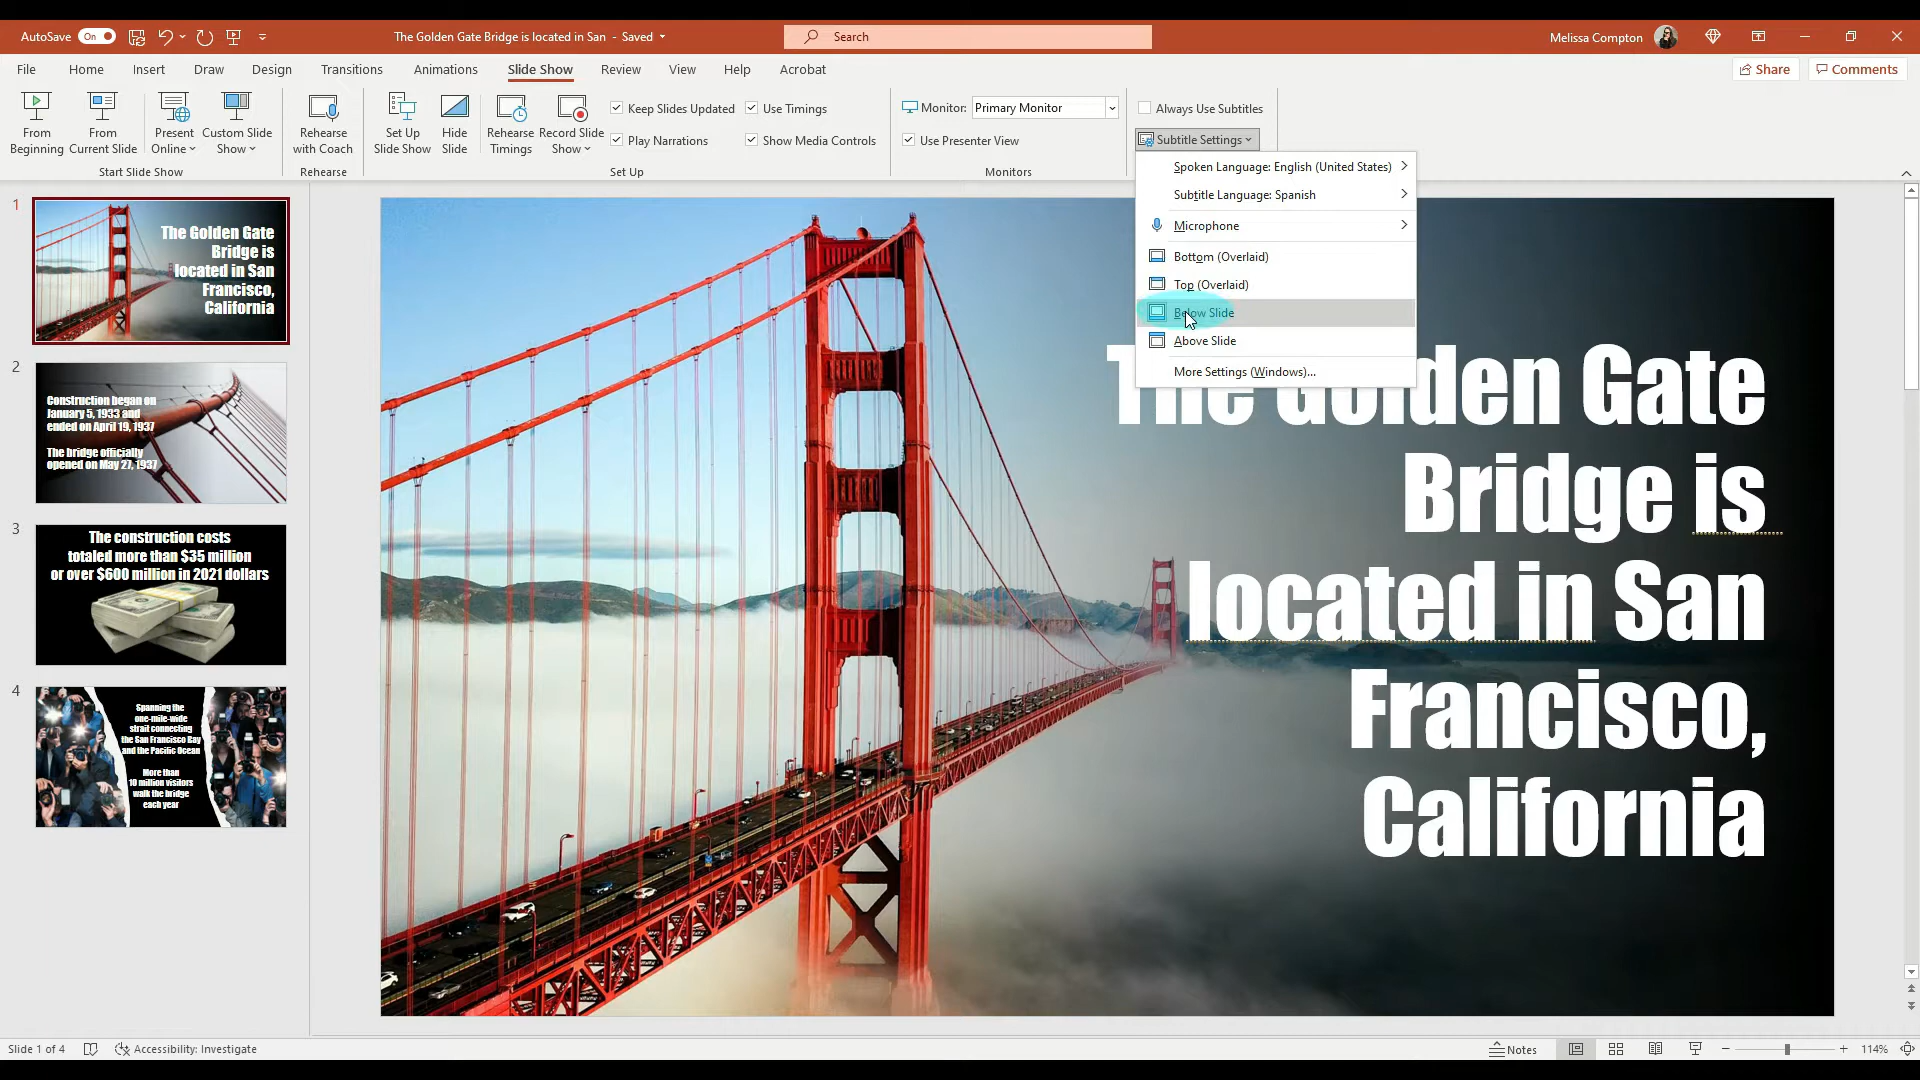 AutoSave On
The Golden Gate Bridge is located in San - Saved
Search
Melissa Compton
File Home Insert Draw Design Transitions Animations Slide Show Review View Help Acrobat
Share Comments
From Beginning
From Current Slide
Present Online
Custom Slide Show
Start Slide Show
Rehearse with Coach
Rehearse
Set Up Slide Show
Hide Slide
Rehearse Timings
Record Slide Show
Keep Slides Updated
Play Narrations
Use Timings
Show Media Controls
Set Up
Monitor: Primary Monitor
Use Presenter View
Monitors
Always Use Subtitles
Subtitle Settings
Spoken Language: English (United States)
Subtitle Language: Spanish
Microphone
Bottom (Overlaid)
Top (Overlaid)
Below Slide
Above Slide
More Settings (Windows)...
1
The Golden Gate
Bridge is
located in San
Francisco,
California
2
Construction began on
January 5, 1933 and
ended on April 19, 1937
The bridge officially
opened on May 27, 1937
3
The construction costs
totaled more than $35 million
or over $600 million in 2021 dollars
4
Spanning the
one-mile-wide
strait connecting
the San Francisco Bay
and the Pacific Ocean
More than
10 million visitors
walk the bridge
each year
The Golden Gate
Bridge is
located in San
Francisco,
California
Slide 1 of 4
Accessibility: Investigate
Notes
114%